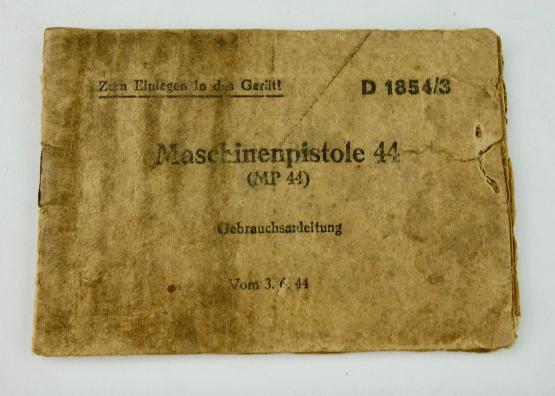 Zum Einlegen in das Gerät!
D 1854/3
Maschinenpistole 44
(MP 44)
Gebrauchsanleitung
Vom 3. 6. 44